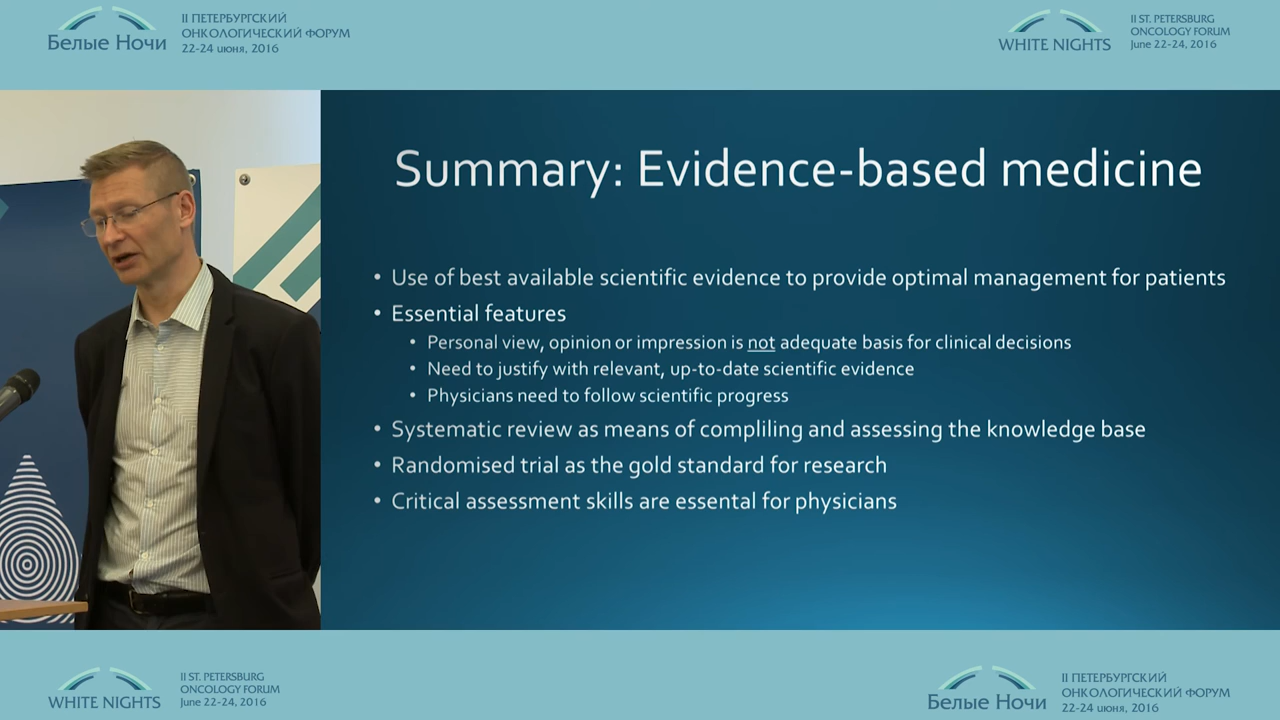 Белые Ночи
II ПЕТЕРБУРГСКИЙ
ОНКОЛОГИЧЕСКИЙ ФОРУМ
22-24 июня, 2016
WHITE NIGHTS
II ST. PETERSBURG
ONCOLOGY FORUM
June 22-24, 2016
Summary: Evidence-based medicine
• Use of best available scientific evidence to provide optimal management for patients
• Essential features
• Personal view, opinion or impression is not adequate basis for clinical decisions
• Need to justify with relevant, up-to-date scientific evidence
• Physicians need to follow scientific progress
• Systematic review as means of compliling and assessing the knowledge base
• Randomised trial as the gold standard for research
• Critical assessment skills are essental for physicians
WHITE NIGHTS
II ST. PETERSBURG
ONCOLOGY FORUM
June 22-24, 2016
Белые Ночи
II ПЕТЕРБУРГСКИЙ
ОНКОЛОГИЧЕСКИЙ ФОРУМ
22-24 июня, 2016